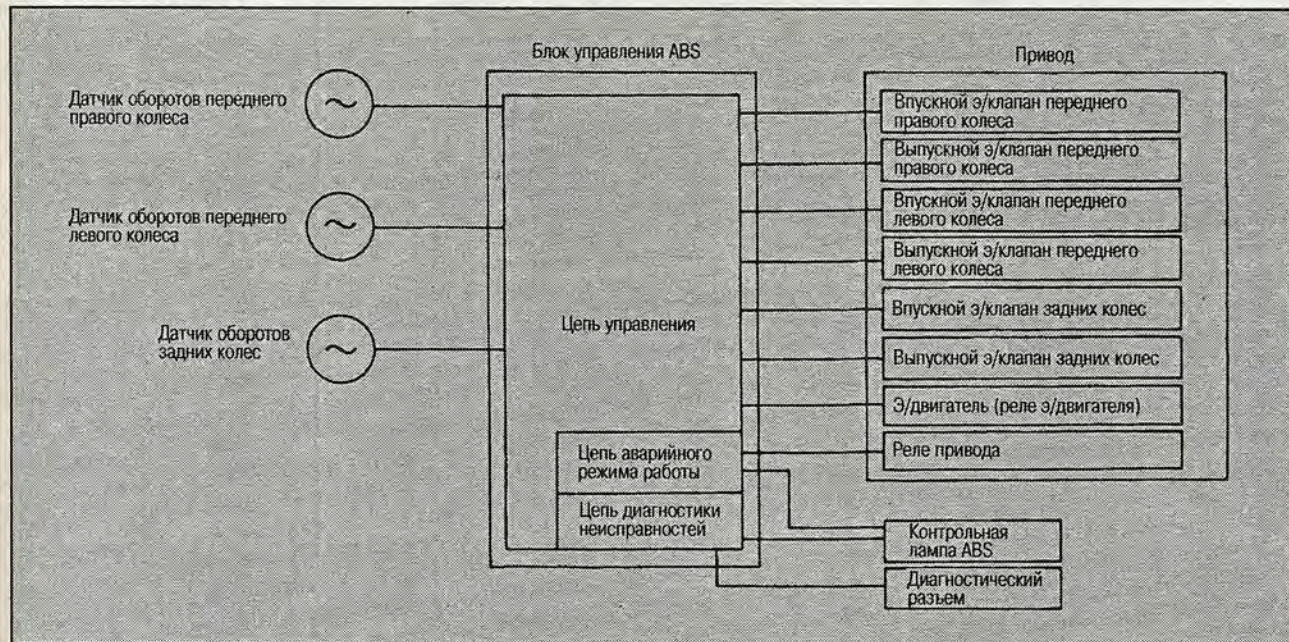 Блок управления ABS
Привод
Датчик оборотов переднего
правого колеса
Датчик оборотов переднего
левого колеса
Датчик оборотов
задних колес
Цепь управления
Цепь аварийного
режима работы
Цепь диагностики
неисправностей
Впускной э/клапан переднего
правого колеса
Выпускной э/клапан переднего
правого колеса
Впускной э/клапан переднего
левого колеса
Выпускной э/клапан переднего
левого колеса
Впускной э/клапан задних колес
Выпускной э/клапан задних колес
Э/двигатель (реле э/двигателя)
Реле привода
Контрольная
лампа ABS
Диагностический
разъем